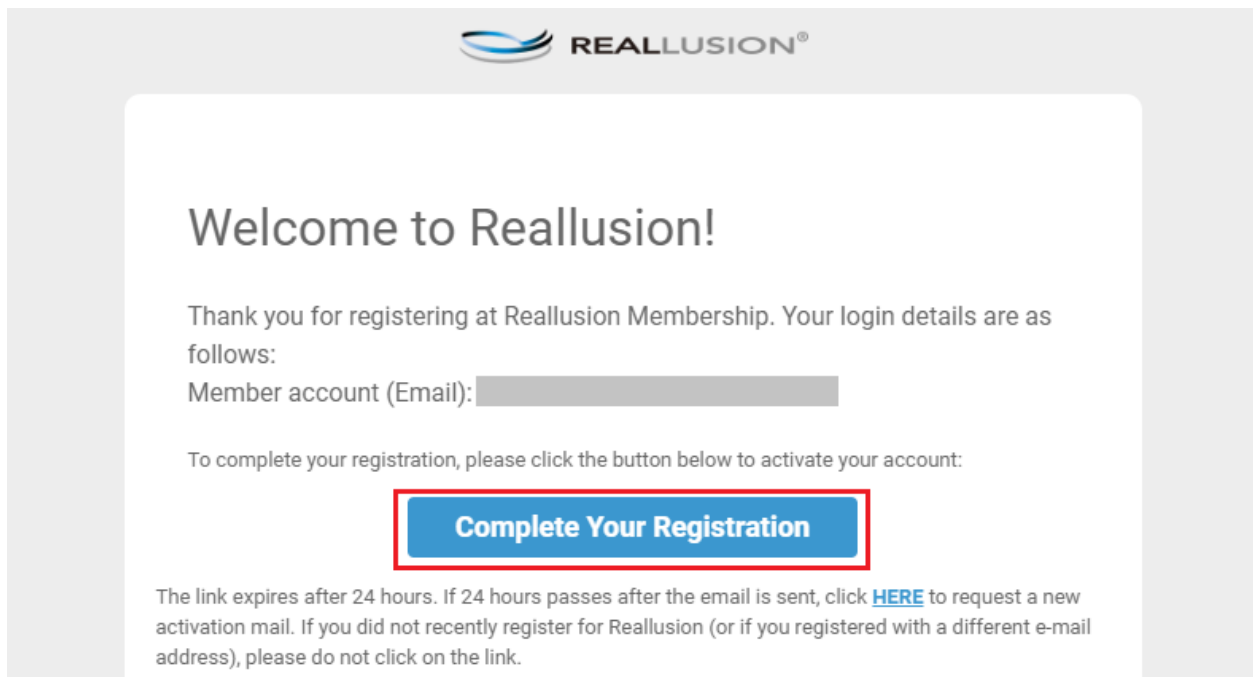 REALLUSION®
Welcome to Reallusion!
Thank you for registering at Reallusion Membership. Your login details are as
follows:
Member account (Email):
To complete your registration, please click the button below to activate your account:
Complete Your Registration
The link expires after 24 hours. If 24 hours passes after the email is sent, click HERE to request a new
activation mail. If you did not recently register for Reallusion (or if you registered with a different e-mail
address), please do not click on the link.